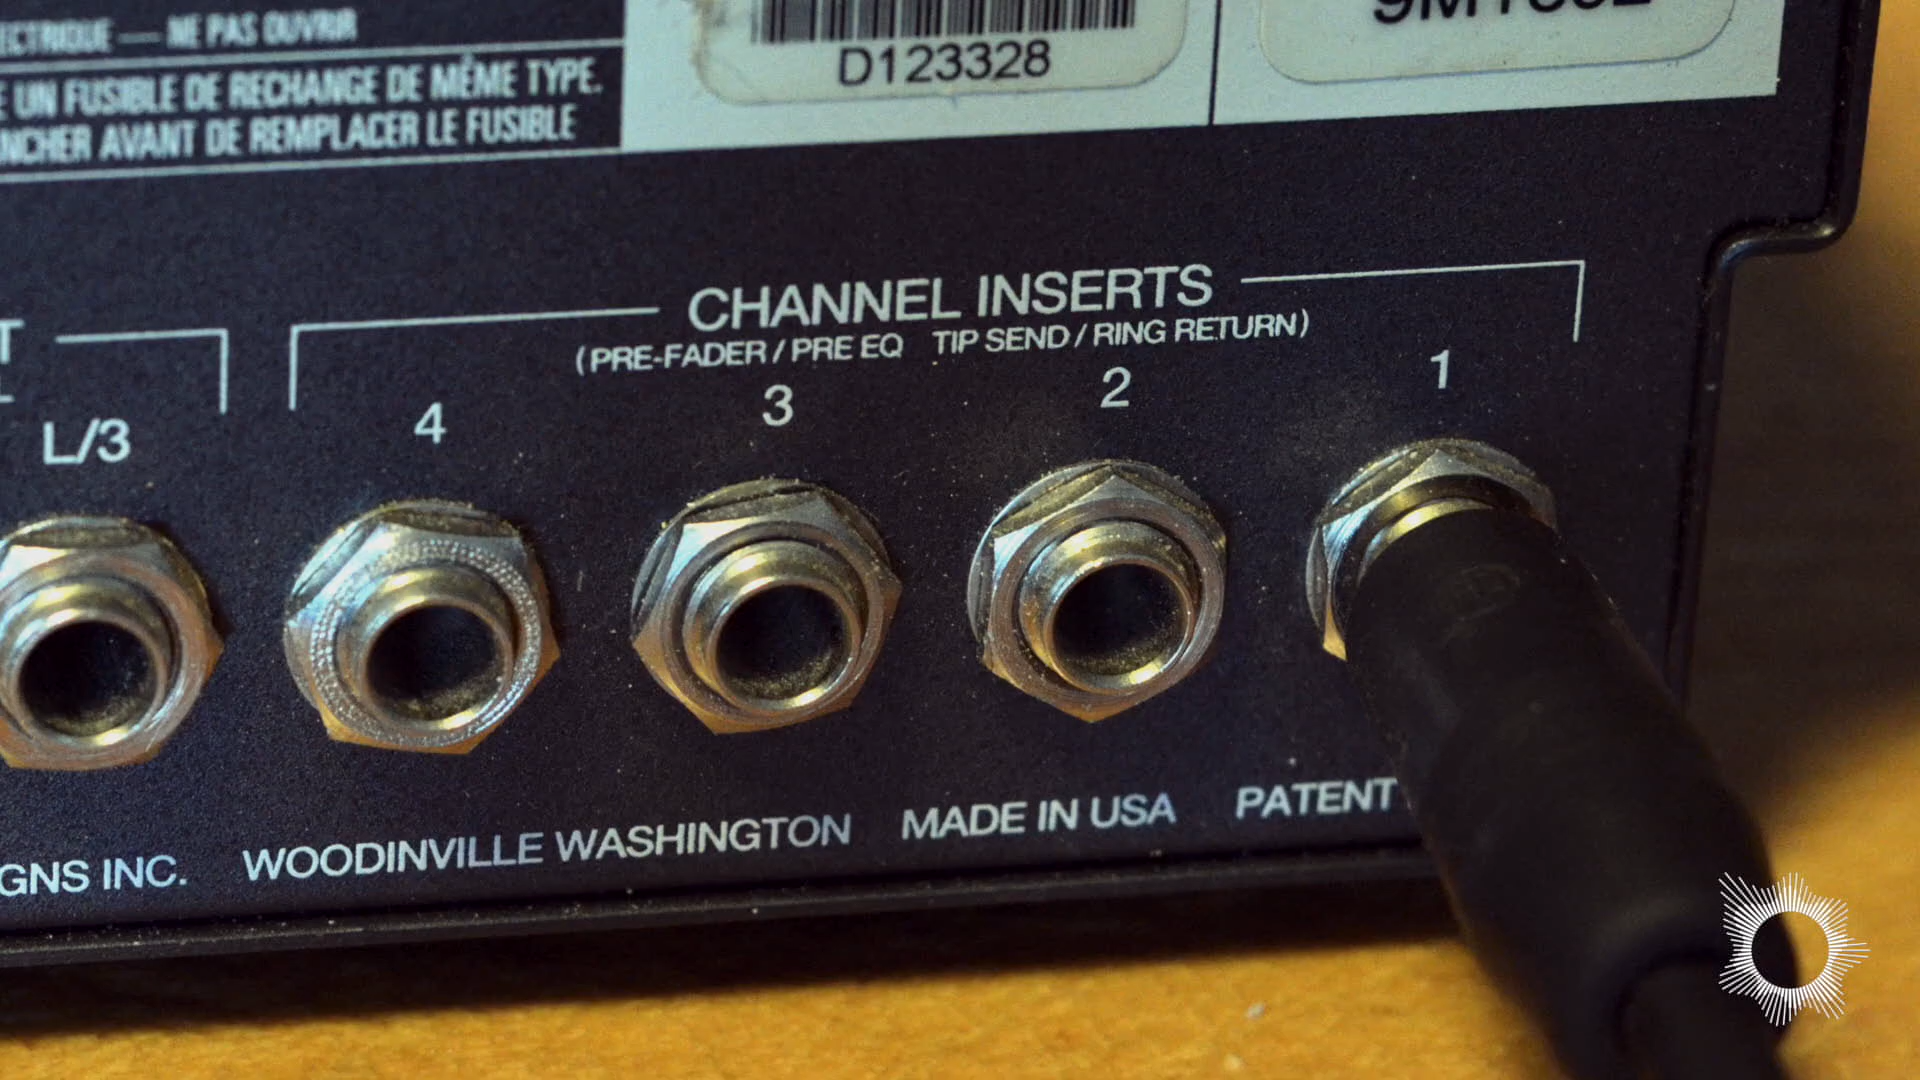 ECTRIQUE — NE PAS OUVRIR
UN FUSIBLE DE RECHANGE DE MÊME TYPE.
AVANT DE REMPLACER LE FUSIBLE
D123328
CHANNEL INSERTS
(PRE-FADER / PRE EQ TIP SEND / RING RETURN)
L/3
4
3
2
1
GNS INC. WOODINVILLE WASHINGTON MADE IN USA PATENT